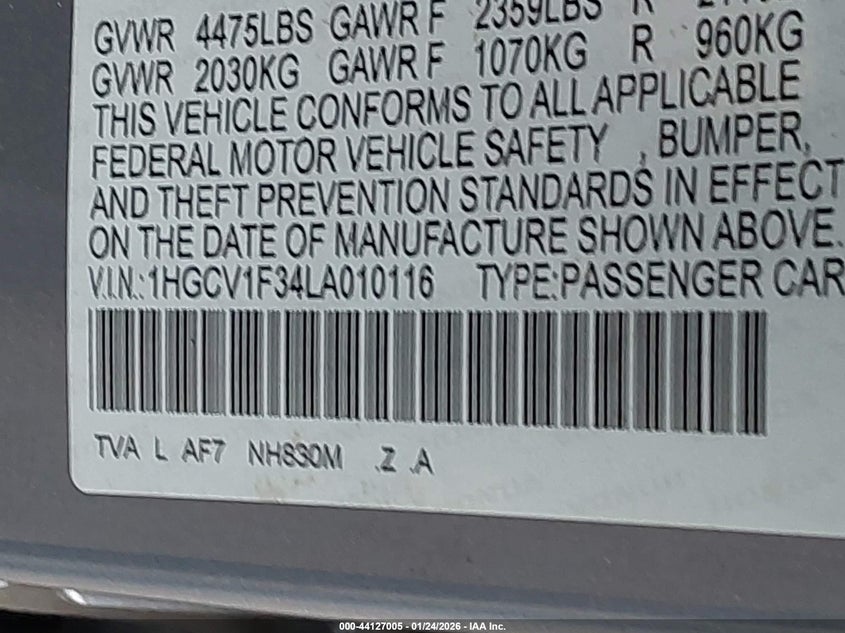 GVWR 4475LBS GAWR F 2359LBS R
GVWR 2030KG GAWR F 1070KG R 960KG
THIS VEHICLE CONFORMS TO ALL APPLICABLE
FEDERAL MOTOR VEHICLE SAFETY , BUMPER,
AND THEFT PREVENTION STANDARDS IN EFFECT
ON THE DATE OF MANUFACTURE SHOWN ABOVE.
V.I.N.:1HGCV1F34LA010116 TYPE:PASSENGER CAR
TVA L AF7 NH830M .Z .A
000-44127005 - 01/24/2026 - IAA Inc.